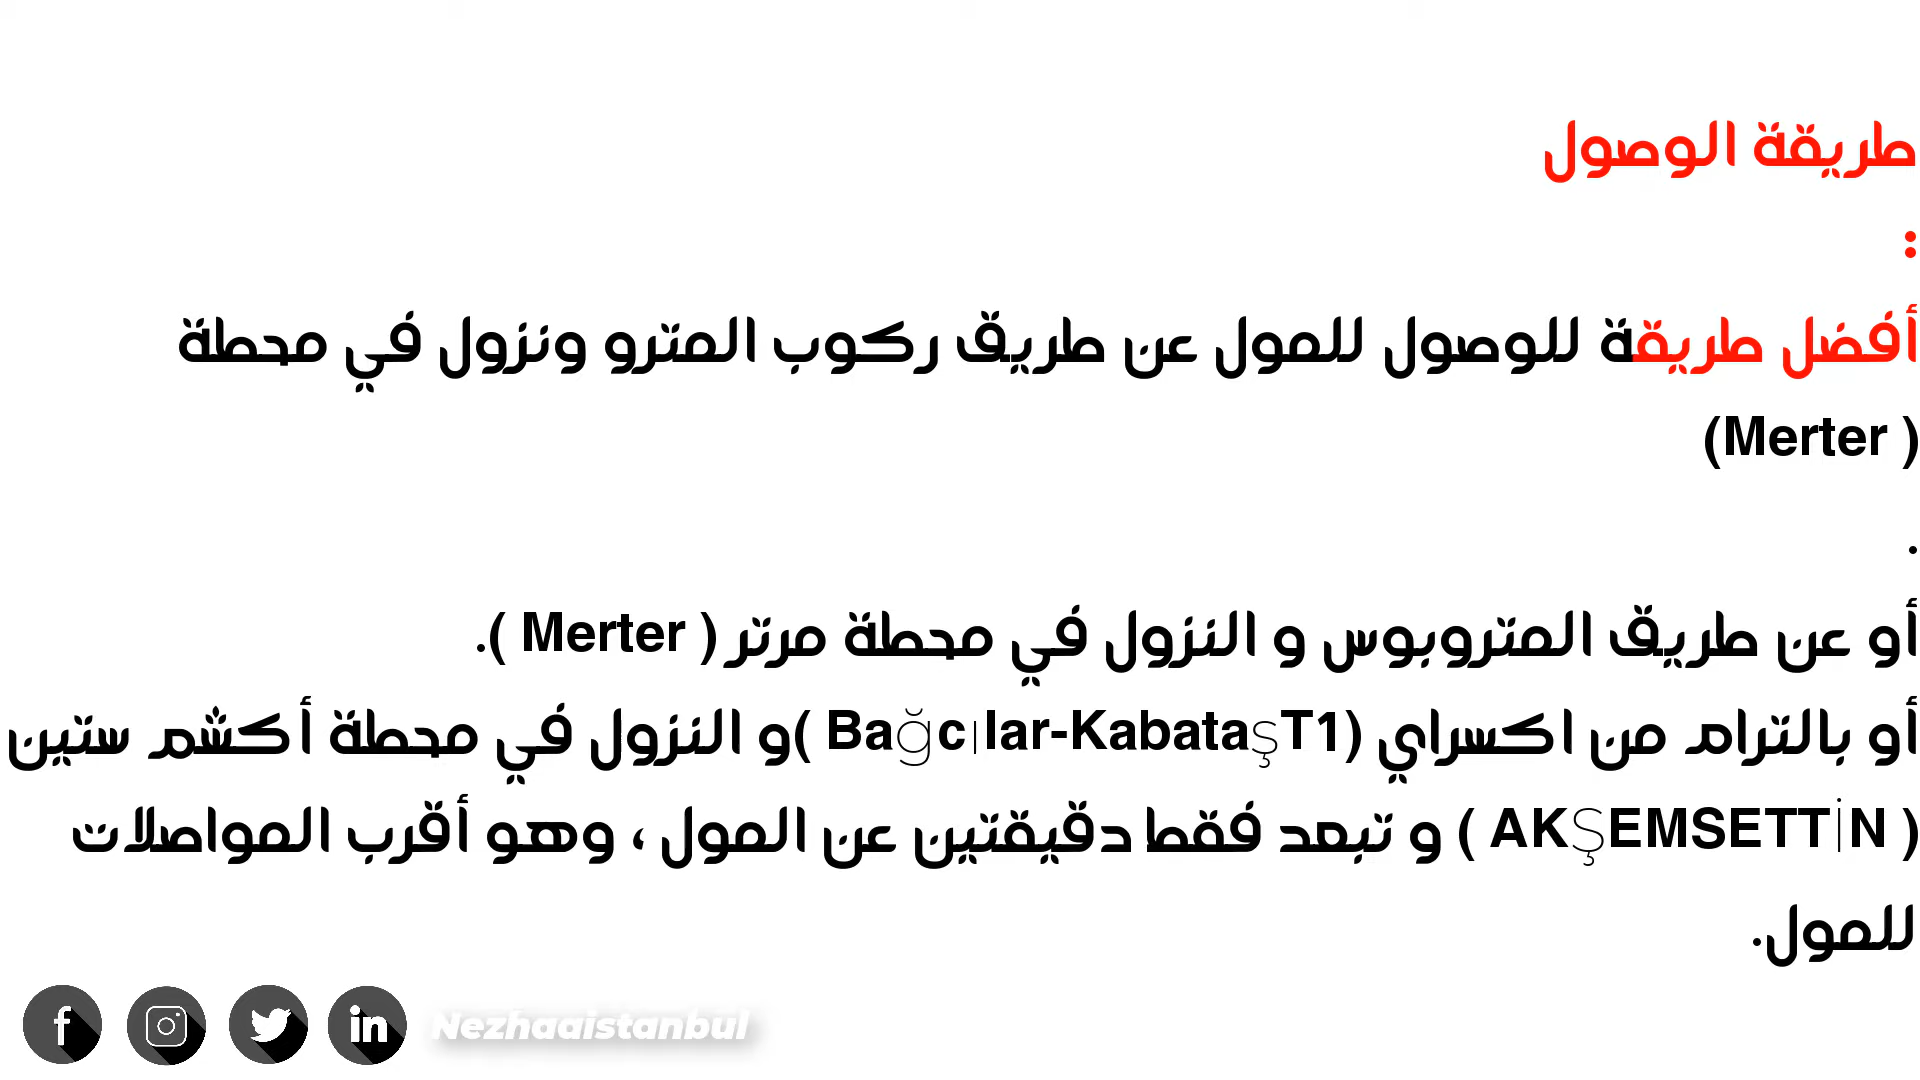 طريقة الوصول
:
أفضل طريقة للوصول للمول عن طريق ركوب المترو ونزول في محطة
(Merter )
.
أو عن طريق المتروبوس و النزول في محطة مرتر ( Merter ).
أو بالترام من اكسراي (Bağcılar-KabataşT1 )و النزول في محطة أكشم ستين
( AKŞEMSETTİN ) و تبعد فقط دقيقتين عن المول ، وهو أقرب المواصلات
للمول.
Nezhaaistanbul